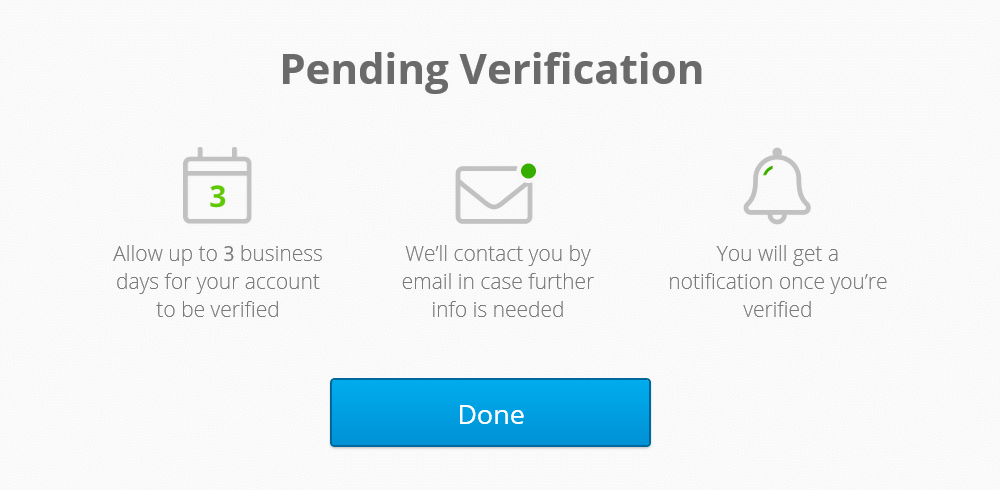 Pending Verification
3
Allow up to 3 business
days for your account
to be verified
We’ll contact you by
email in case further
info is needed
You will get a
notification once you’re
verified
Done